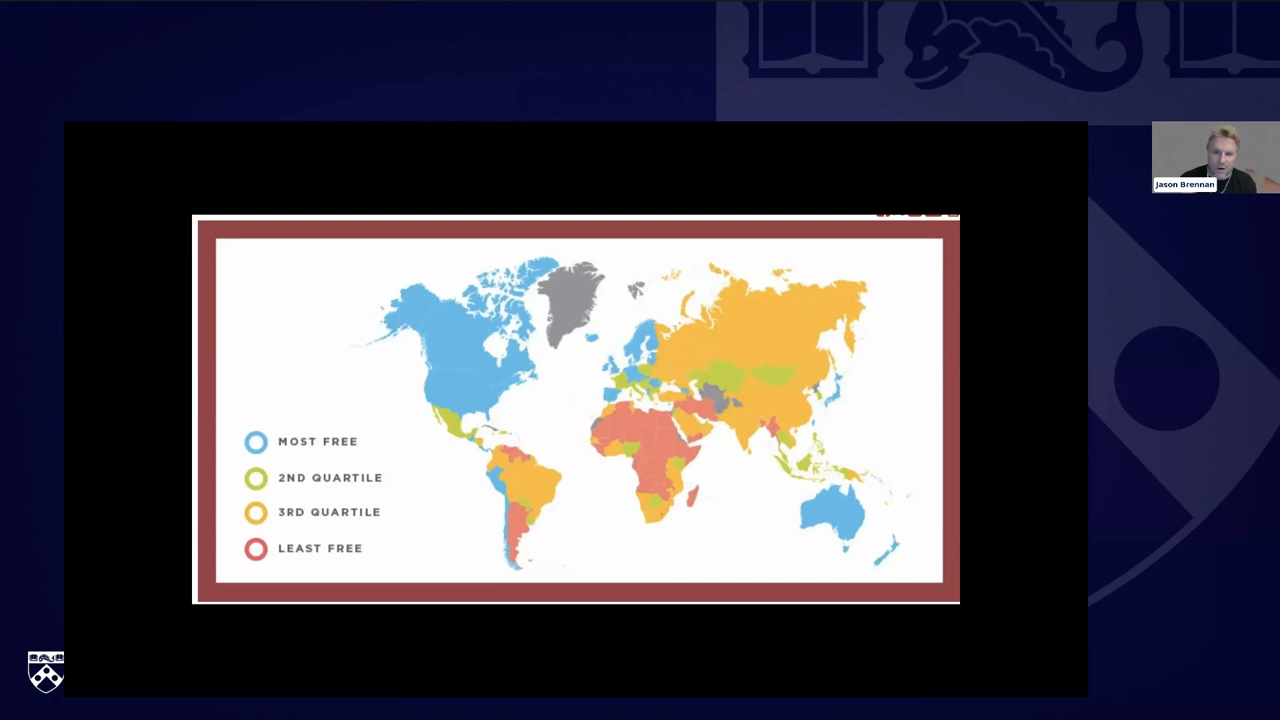 Jason Brennan
MOST FREE
2ND QUARTILE
3RD QUARTILE
LEAST FREE